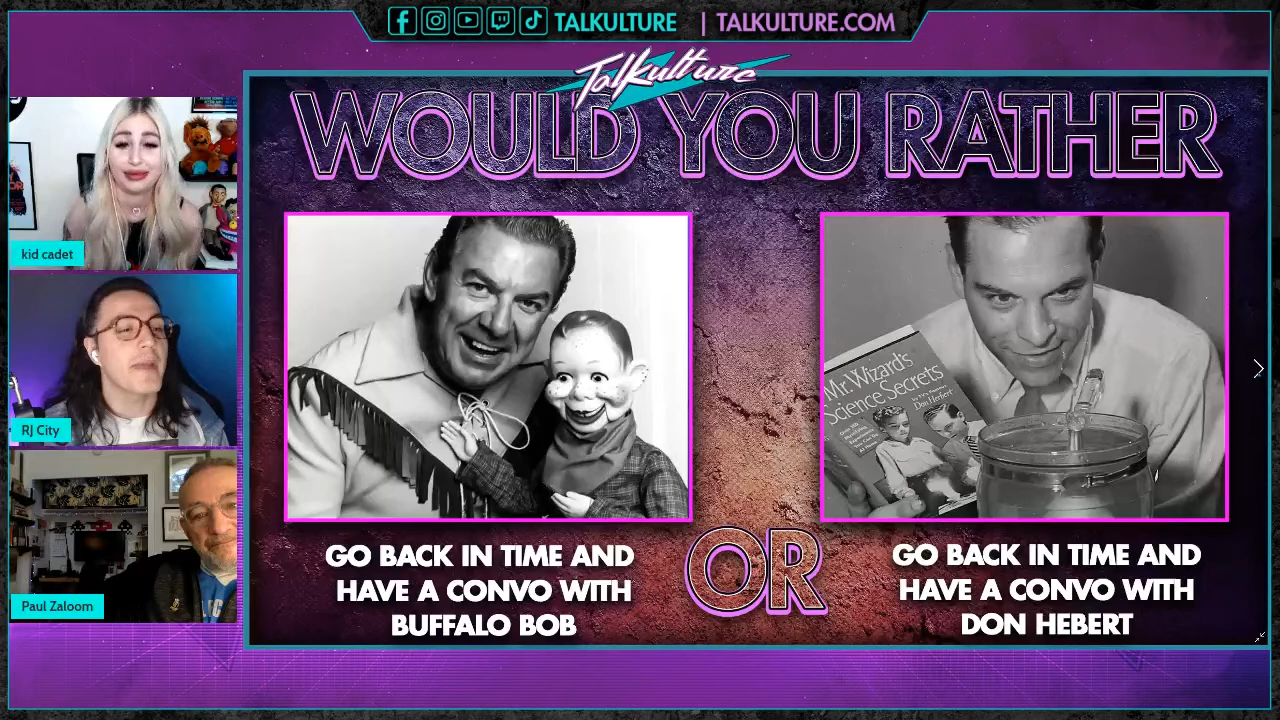 TALKULTURE | TALKULTURE.COM
Talkulture
WOULD YOU RATHER
kid cadet
RJ City
Paul Zaloom
Mr. Wizard's
Science Secrets
Don Herbert
GO BACK IN TIME AND
HAVE A CONVO WITH
BUFFALO BOB
OR
GO BACK IN TIME AND
HAVE A CONVO WITH
DON HEBERT